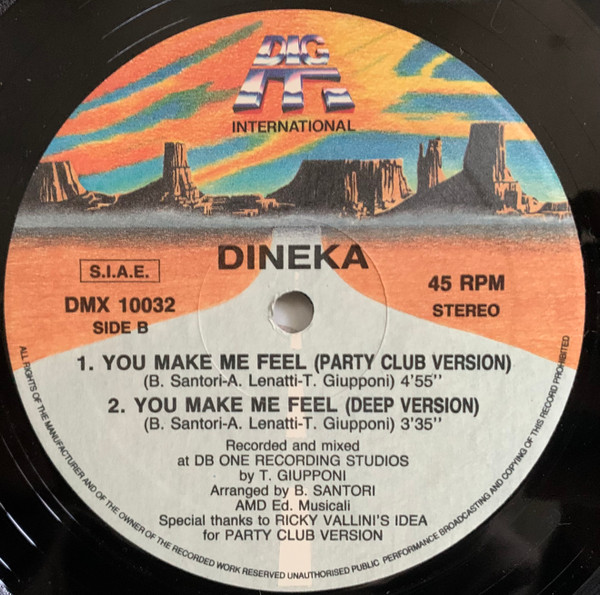 DIG
IT
INTERNATIONAL
DINEKA
S.I.A.E.
DMX 10032
SIDE B
45 RPM
STEREO
1. YOU MAKE ME FEEL (PARTY CLUB VERSION)
(B. Santori-A. Lenatti-T. Giupponi) 4'55"
2. YOU MAKE ME FEEL (DEEP VERSION)
(B. Santori-A. Lenatti-T. Giupponi) 3'35"
Recorded and mixed
at DB ONE RECORDING STUDIOS
by T. GIUPPONI
Arranged by B. SANTORI
AMD Ed. Musicali
Special thanks to RICKY VALLINI'S IDEA
for PARTY CLUB VERSION
ALL RIGHTS OF THE MANUFACTURER AND OF THE OWNER OF THE RECORDED WORK RESERVED UNAUTHORISED PUBLIC PERFORMANCE BROADCASTING AND COPYING OF THIS RECORD PROHIBITED